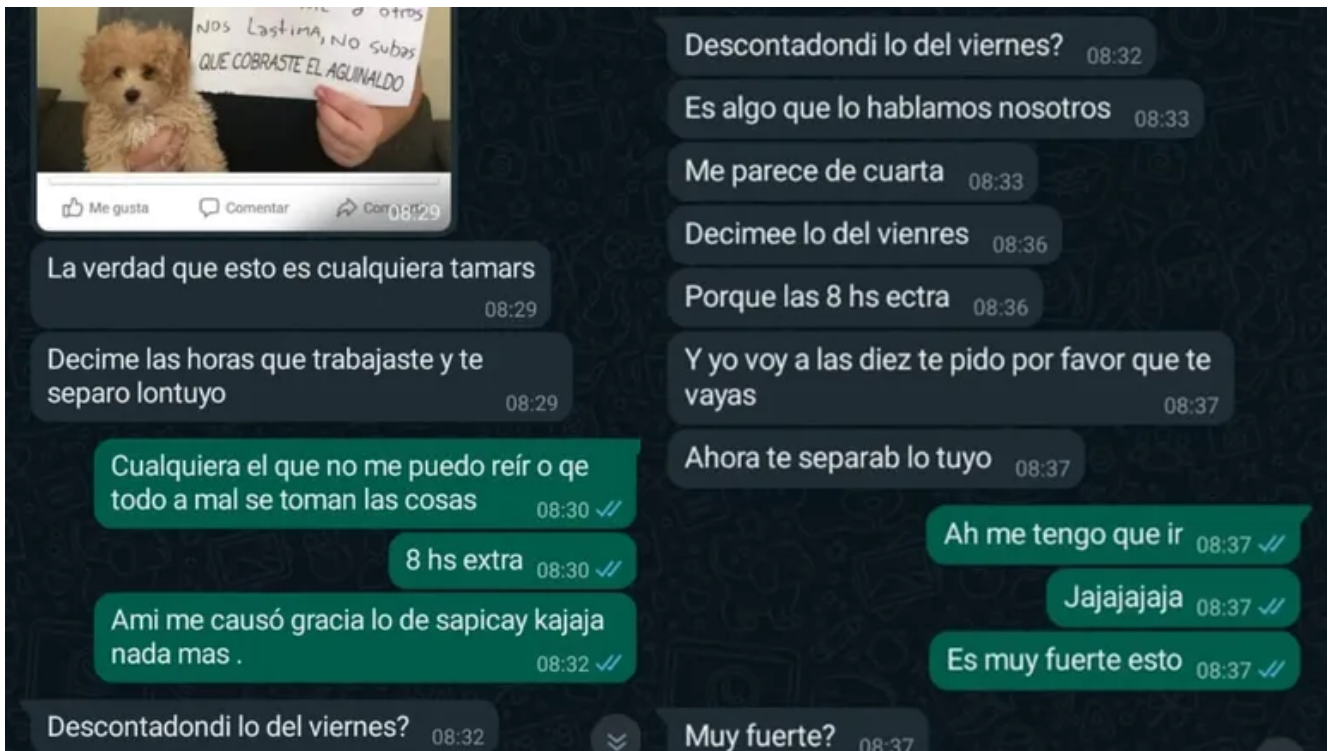 a otros
NOS LastimA, NO subas
QUE COBRASTE EL AGUINALDO
Me gusta
Comentar
08:29
La verdad que esto es cualquiera tamars
08:29
Decime las horas que trabajaste y te
separo lontuyo
08:29
Cualquiera el que no me puedo reír o qe
todo a mal se toman las cosas
08:30
8 hs extra 08:30
Ami me causó gracia lo de sapicay kajaja
nada mas .
08:32
Descontadondi lo del viernes? 08:32
Descontadondi lo del viernes? 08:32
Es algo que lo hablamos nosotros 08:33
Me parece de cuarta 08:33
Decimee lo del vienres 08:36
Porque las 8 hs ectra 08:36
Y yo voy a las diez te pido por favor que te
vayas
08:37
Ahora te separab lo tuyo 08:37
Ah me tengo que ir 08:37
Jajajajaja 08:37
Es muy fuerte esto 08:37
Muy fuerte? 08:37